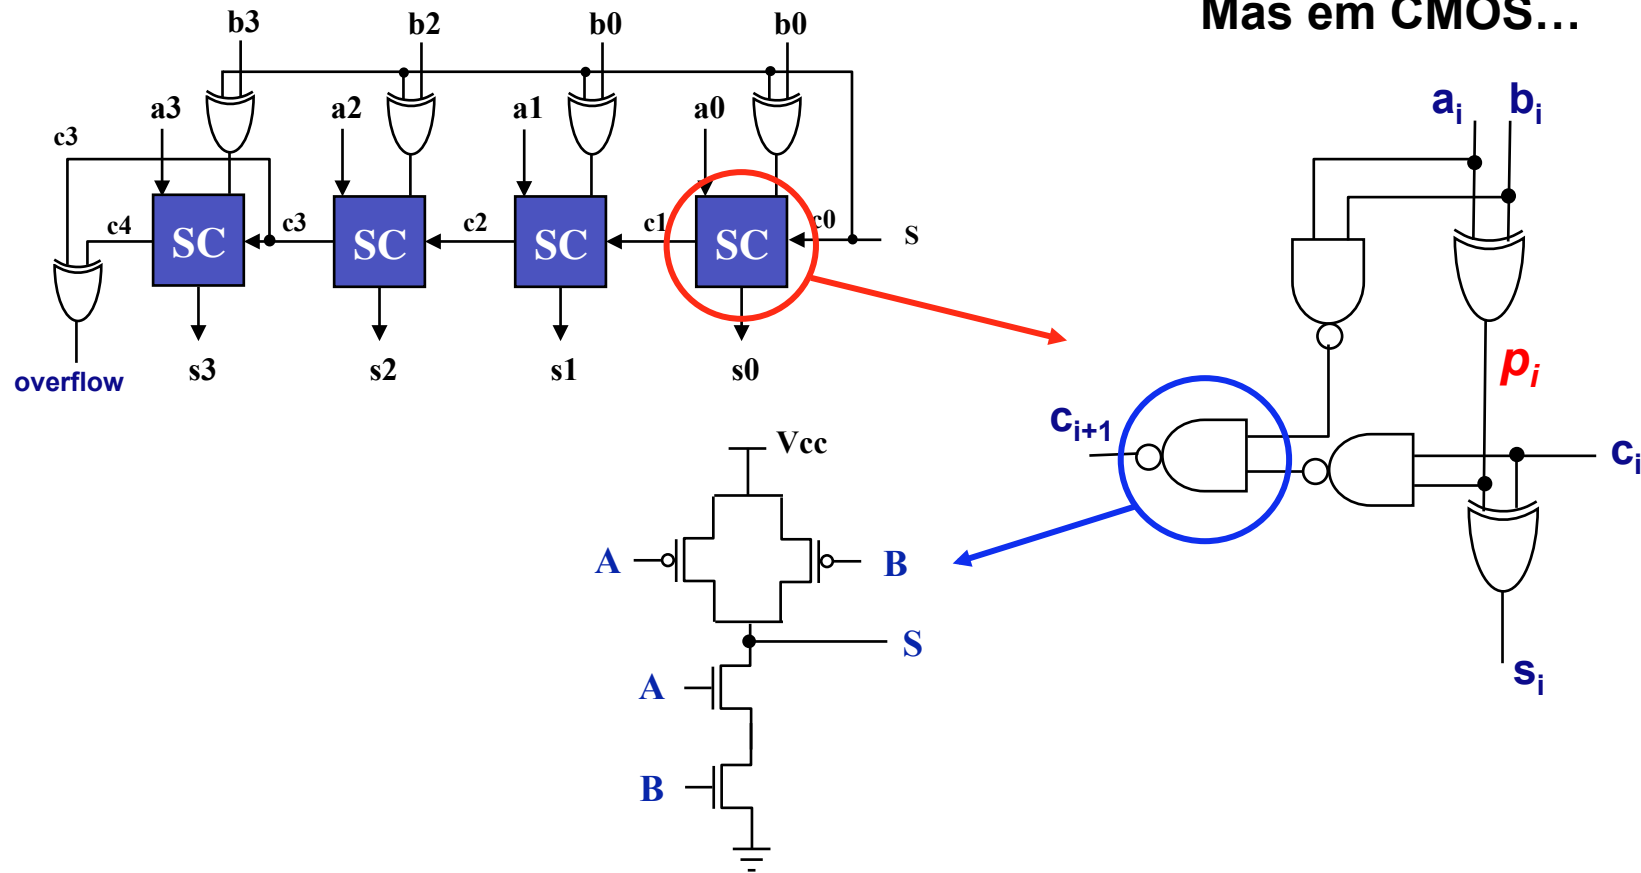 Mas em CMOS…
b3 b2 b0 b0
a3 a2 a1 a0
c3
c4 SC c3 SC c2 SC c1 SC c0 S
s3 s2 s1 s0
overflow
ai bi
pi
ci+1
ci
si
Vcc
A B
S
A
B